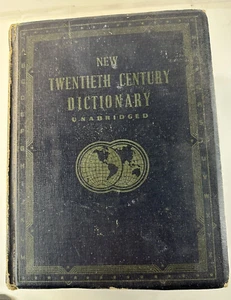 NEW
TWENTIETH CENTURY
DICTIONARY
UNABRIDGED